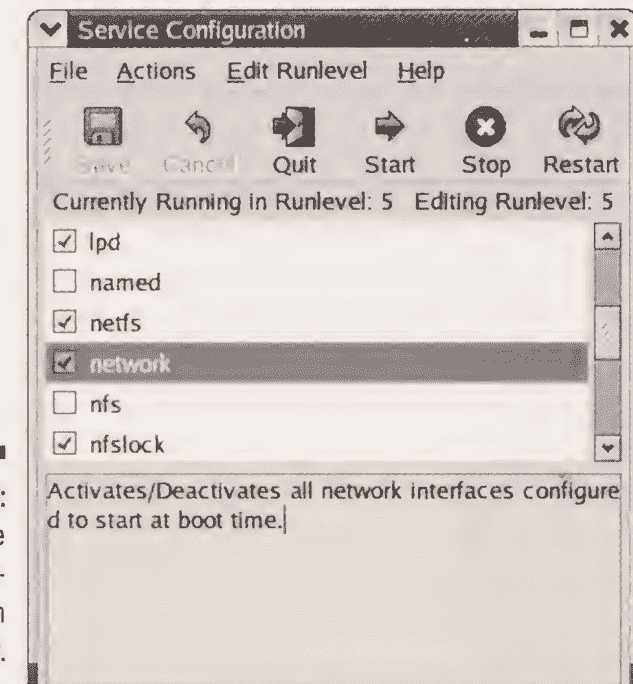 Service Configuration
File Actions Edit Runlevel Help
Save Cancel Quit Start Stop Restart
Currently Running in Runlevel: 5 Editing Runlevel: 5
lpd
named
netfs
network
nfs
nfslock
Activates/Deactivates all network interfaces configure
d to start at boot time.